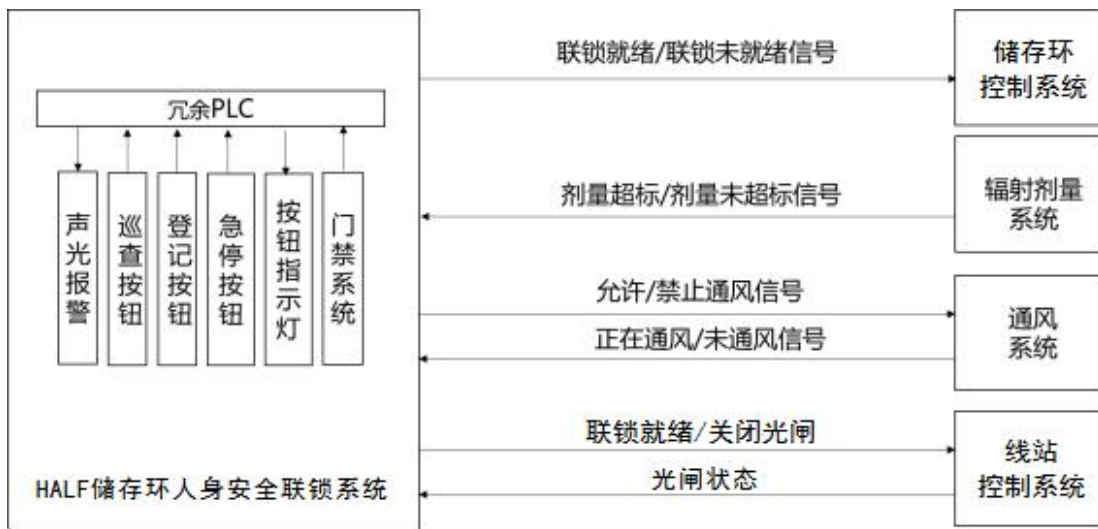 冗余PLC
声光报警
巡查按钮
登记按钮
急停按钮
按钮指示灯
门禁系统
HALF储存环人身安全联锁系统
联锁就绪/联锁未就绪信号
储存环
控制系统
剂量超标/剂量未超标信号
辐射剂量
系统
允许/禁止通风信号
正在通风/未通风信号
通风
系统
联锁就绪/关闭光闸
光闸状态
线站
控制系统